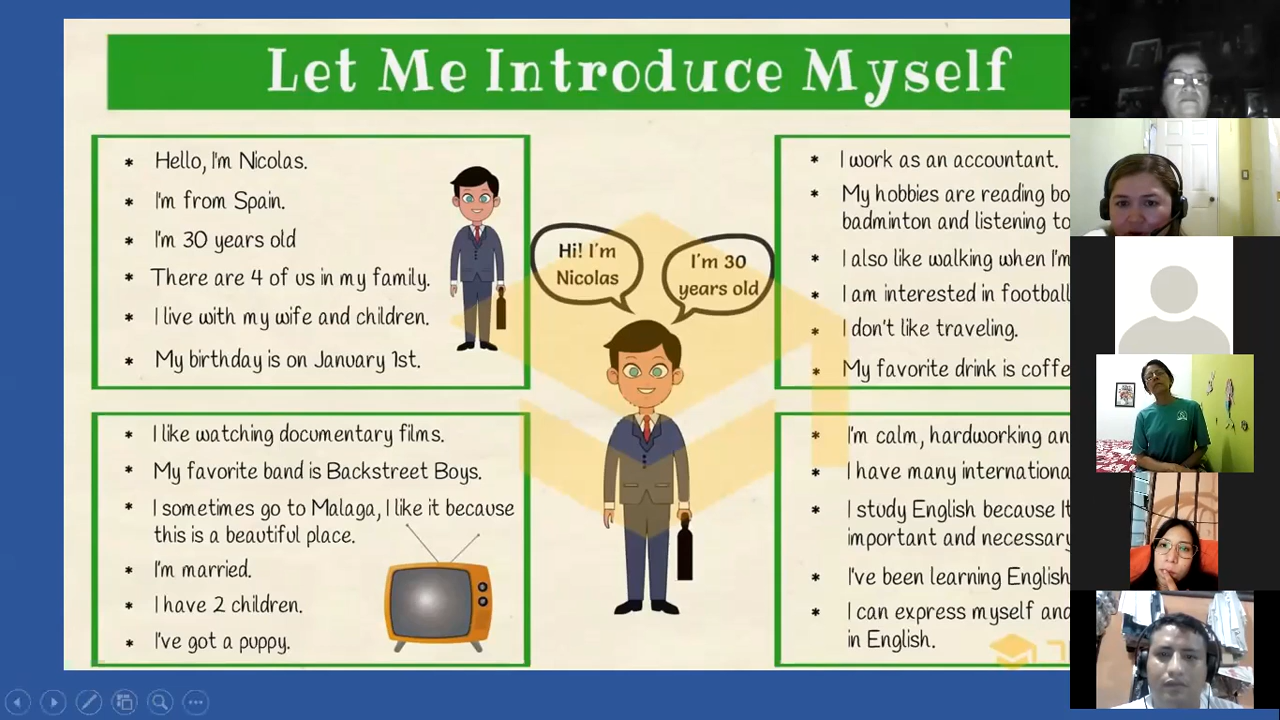 Let Me Introduce Myself
* Hello, I'm Nicolas.
* I'm from Spain.
* I'm 30 years old
* There are 4 of us in my family.
* I live with my wife and children.
* My birthday is on January 1st.
Hi! I'm
Nicolas
I'm 30
years old
* I work as an accountant.
* My hobbies are reading bo
badminton and listening to
* I also like walking when I'm
* I am interested in football
* I don't like traveling.
* My favorite drink is coffe
* I like watching documentary films.
* My favorite band is Backstreet Boys.
* I sometimes go to Malaga, I like it because
this is a beautiful place.
* I'm married.
* I have 2 children.
* I've got a puppy.
* I'm calm, hardworking an
* I have many internationa
* I study English because It
important and necessary
* I've been learning English
* I can express myself and
in English.